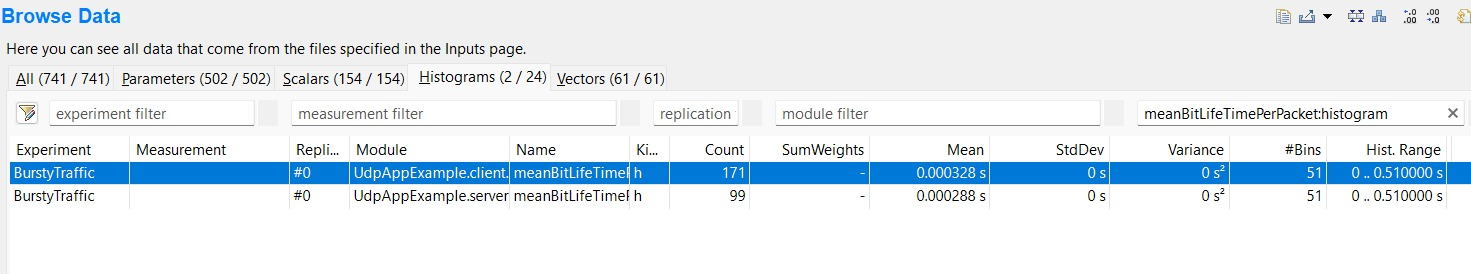 Browse Data
Here you can see all data that come from the files specified in the Inputs page.
All (741 / 741) Parameters (502 / 502) Scalars (154 / 154) Histograms (2 / 24) Vectors (61 / 61)
experiment filter measurement filter replication module filter meanBitLifeTimePerPacket:histogram
Experiment Measurement Repli... Module Name Ki... Count SumWeights Mean StdDev Variance #Bins Hist. Range
BurstyTraffic #0 UdpAppExample.client. meanBitLifeTimeP h 171 - 0.000328 s 0 s 0 s² 51 0 .. 0.510000 s
BurstyTraffic #0 UdpAppExample.server meanBitLifeTimeP h 99 - 0.000288 s 0 s 0 s² 51 0 .. 0.510000 s